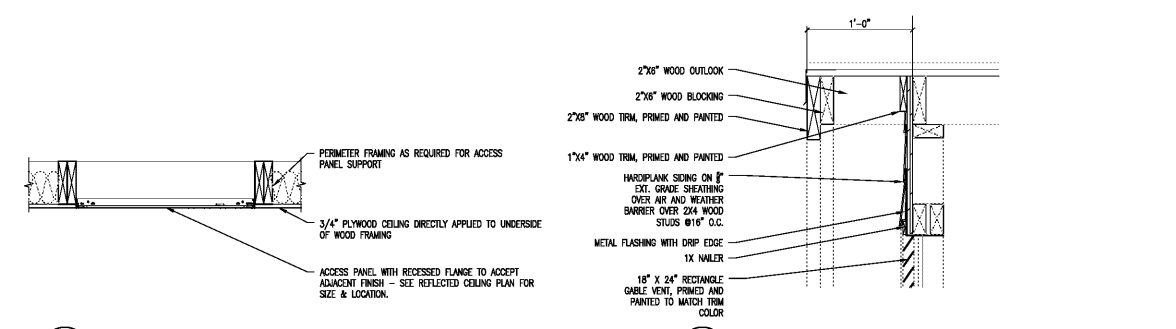 PERIMETER FRAMING AS REQUIRED FOR ACCESS
PANEL SUPPORT
3/4" PLYWOOD CEILING DIRECTLY APPLIED TO UNDERSIDE
OF WOOD FRAMING
ACCESS PANEL WITH RECESSED FLANGE TO ACCEPT
ADJACENT FINISH – SEE REFLECTED CEILING PLAN FOR
SIZE & LOCATION.
1'-0"
2"X6" WOOD OUTLOOK
2"X6" WOOD BLOCKING
2"X8" WOOD TIRM, PRIMED AND PAINTED
1"X4" WOOD TRIM, PRIMED AND PAINTED
HARDIPLANK SIDING ON
EXT. GRADE SHEATHING
OVER AIR AND WEATHER
BARRIER OVER 2X4 WOOD
STUDS @16" O.C.
METAL FLASHING WITH DRIP EDGE
1X NAILER
18" X 24" RECTANGLE
GABLE VENT, PRIMED AND
PAINTED TO MATCH TRIM
COLOR